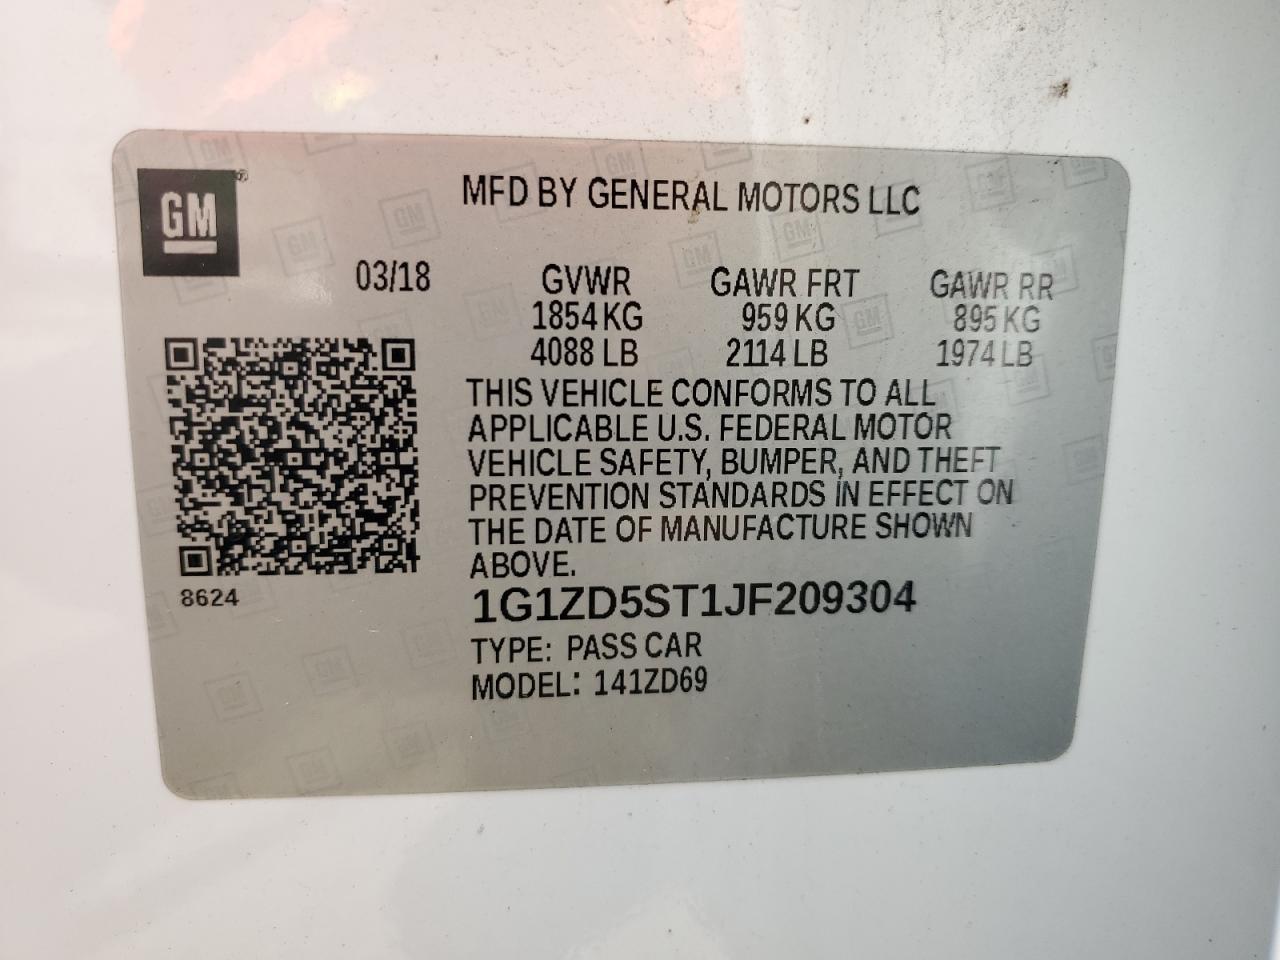 GM®
MFD BY GENERAL MOTORS LLC
03/18 GVWR GAWR FRT GAWR RR
1854 KG 959 KG 895 KG
4088 LB 2114 LB 1974 LB
THIS VEHICLE CONFORMS TO ALL
APPLICABLE U.S. FEDERAL MOTOR
VEHICLE SAFETY, BUMPER, AND THEFT
PREVENTION STANDARDS IN EFFECT ON
THE DATE OF MANUFACTURE SHOWN
ABOVE.
8624
1G1ZD5ST1JF209304
TYPE: PASS CAR
MODEL: 141ZD69